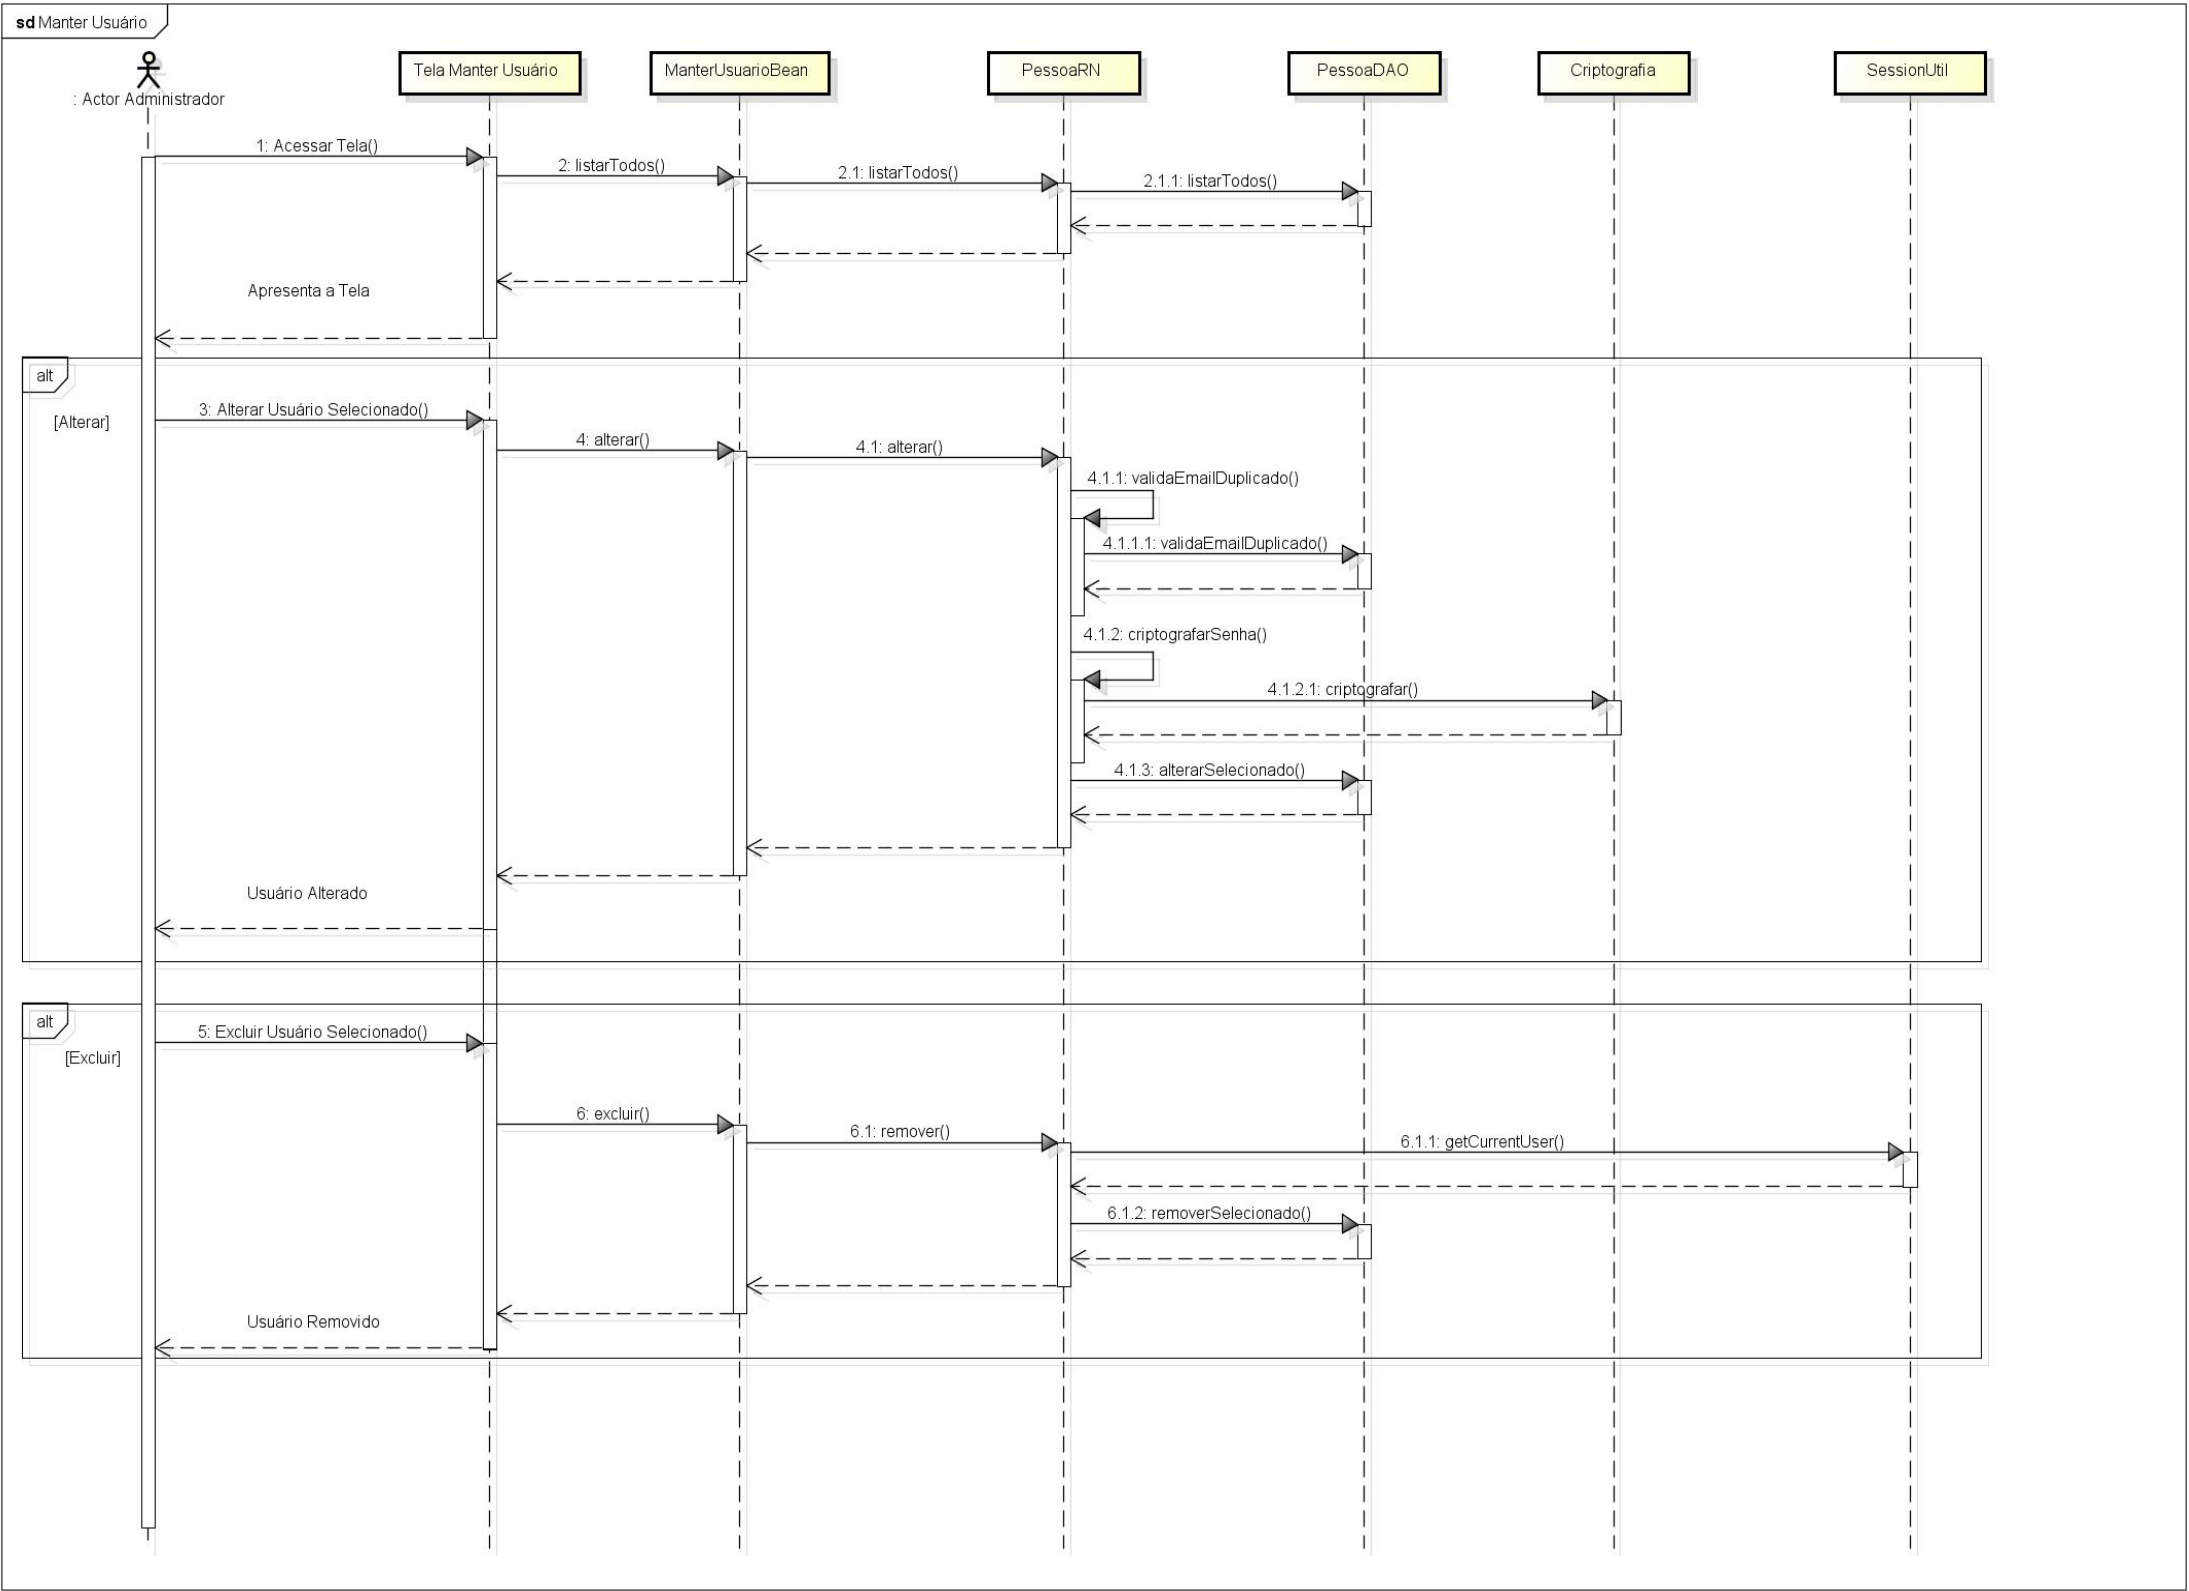 sd Manter Usuário
: Actor Administrador
Tela Manter Usuário
ManterUsuarioBean
PessoaRN
PessoaDAO
Criptografia
SessionUtil
1: Acessar Tela()
2: listarTodos()
2.1: listarTodos()
2.1.1: listarTodos()
Apresenta a Tela
alt
[Alterar]
3: Alterar Usuário Selecionado()
4: alterar()
4.1: alterar()
4.1.1: validaEmailDuplicado()
4.1.1.1: validaEmailDuplicado()
4.1.2: criptografarSenha()
4.1.2.1: criptografar()
4.1.3: alterarSelecionado()
Usuário Alterado
alt
[Excluir]
5: Excluir Usuário Selecionado()
6: excluir()
6.1: remover()
6.1.1: getCurrentUser()
6.1.2: removerSelecionado()
Usuário Removido